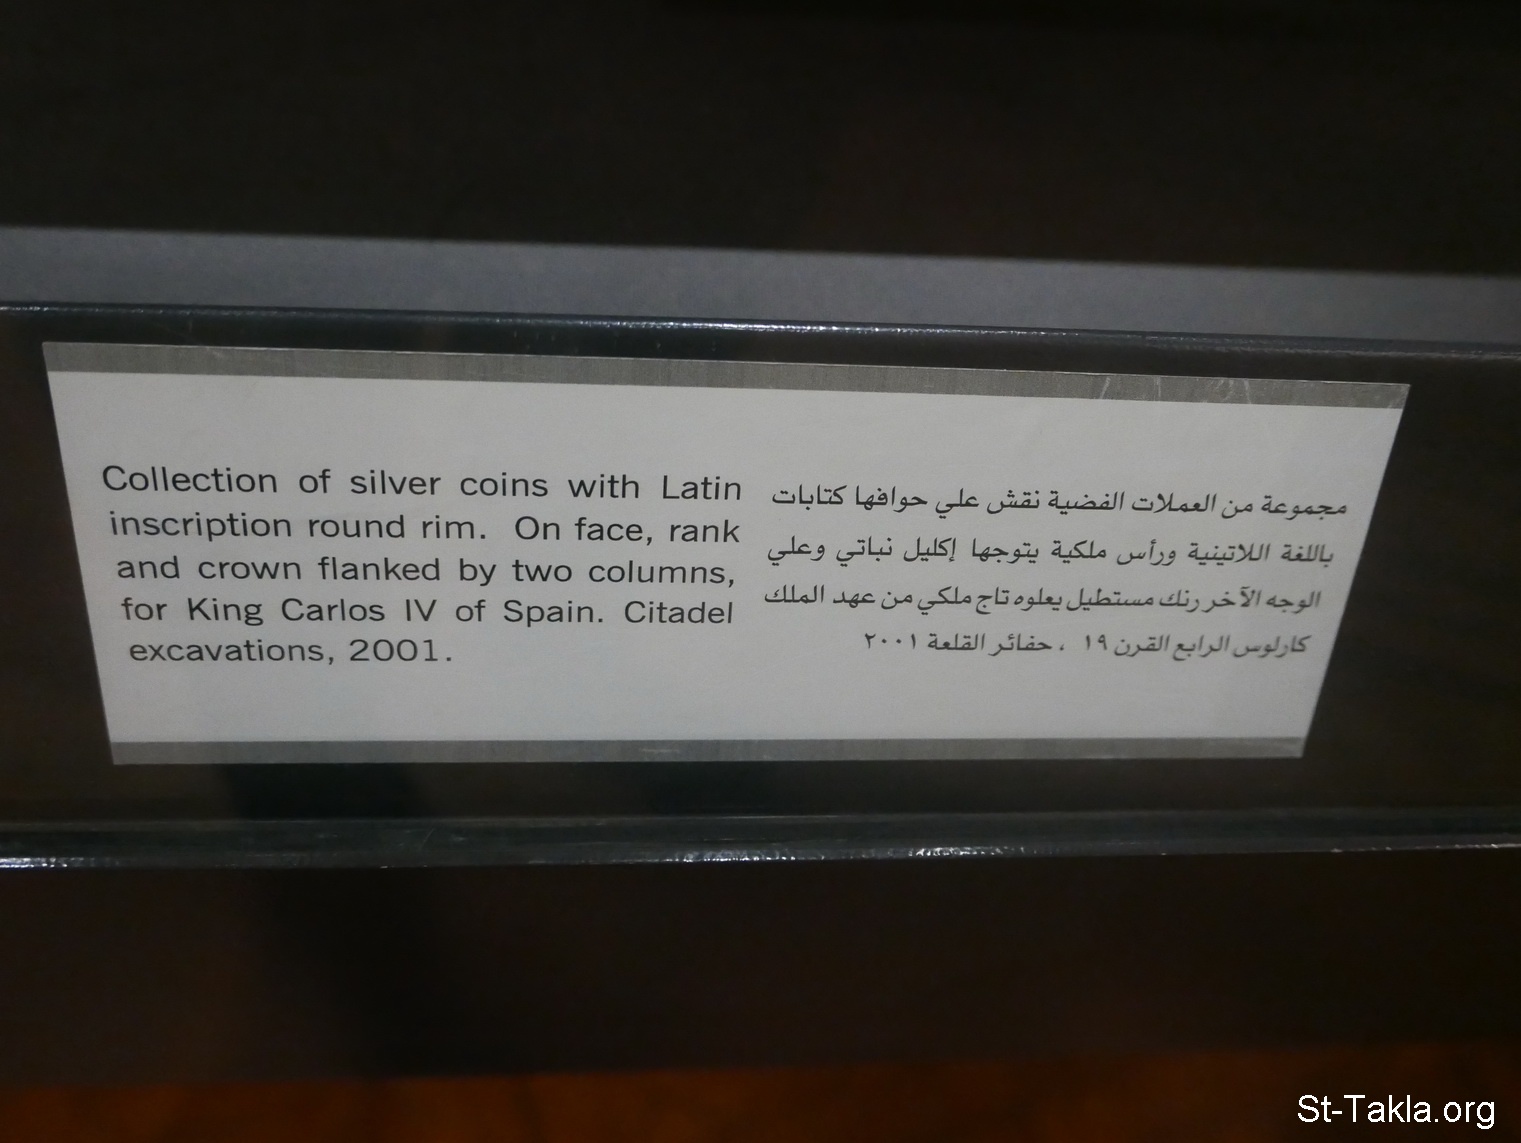 Collection of silver coins with Latin
inscription round rim. On face, rank
and crown flanked by two columns,
for King Carlos IV of Spain. Citadel
excavations, 2001.
مجموعة من العملات الفضية نقش علي حوافها كتابات
باللغة اللاتينية ورأس ملكية يتوجها إكليل نباتي وعلي
الوجه الآخر رنك مستطيل يعلوه تاج ملكي من عهد الملك
كارلوس الرابع القرن ١٩ ، حفائر القلعة ٢٠٠١
St-Takla.org